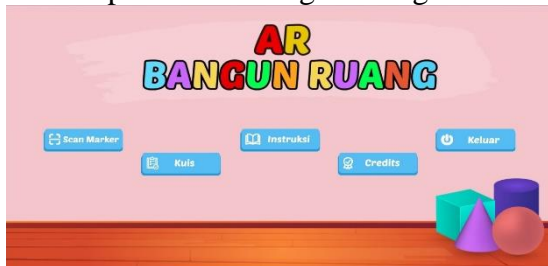 AR
BANGUN RUANG
Scan Marker
Kuis
Instruksi
Credits
Keluar